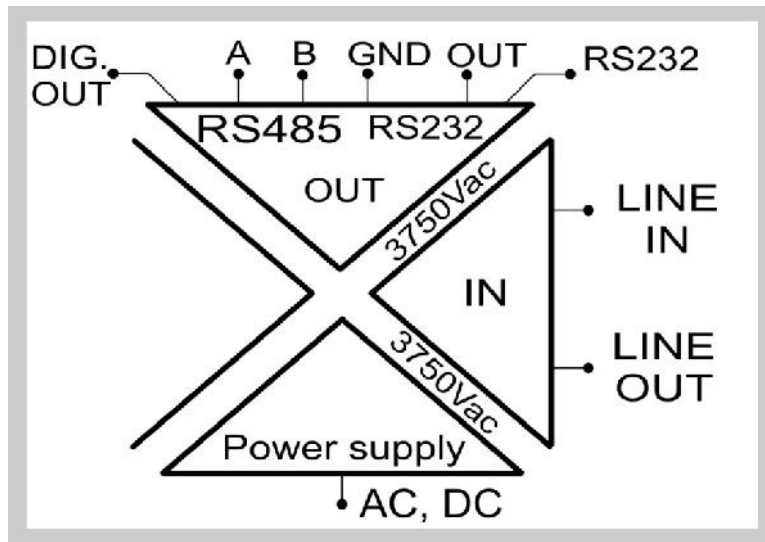 DIG. OUT
A
B
GND
OUT
RS232
RS485
RS232
OUT
3750Vac
LINE
IN
IN
LINE
OUT
3750Vac
Power supply
AC, DC